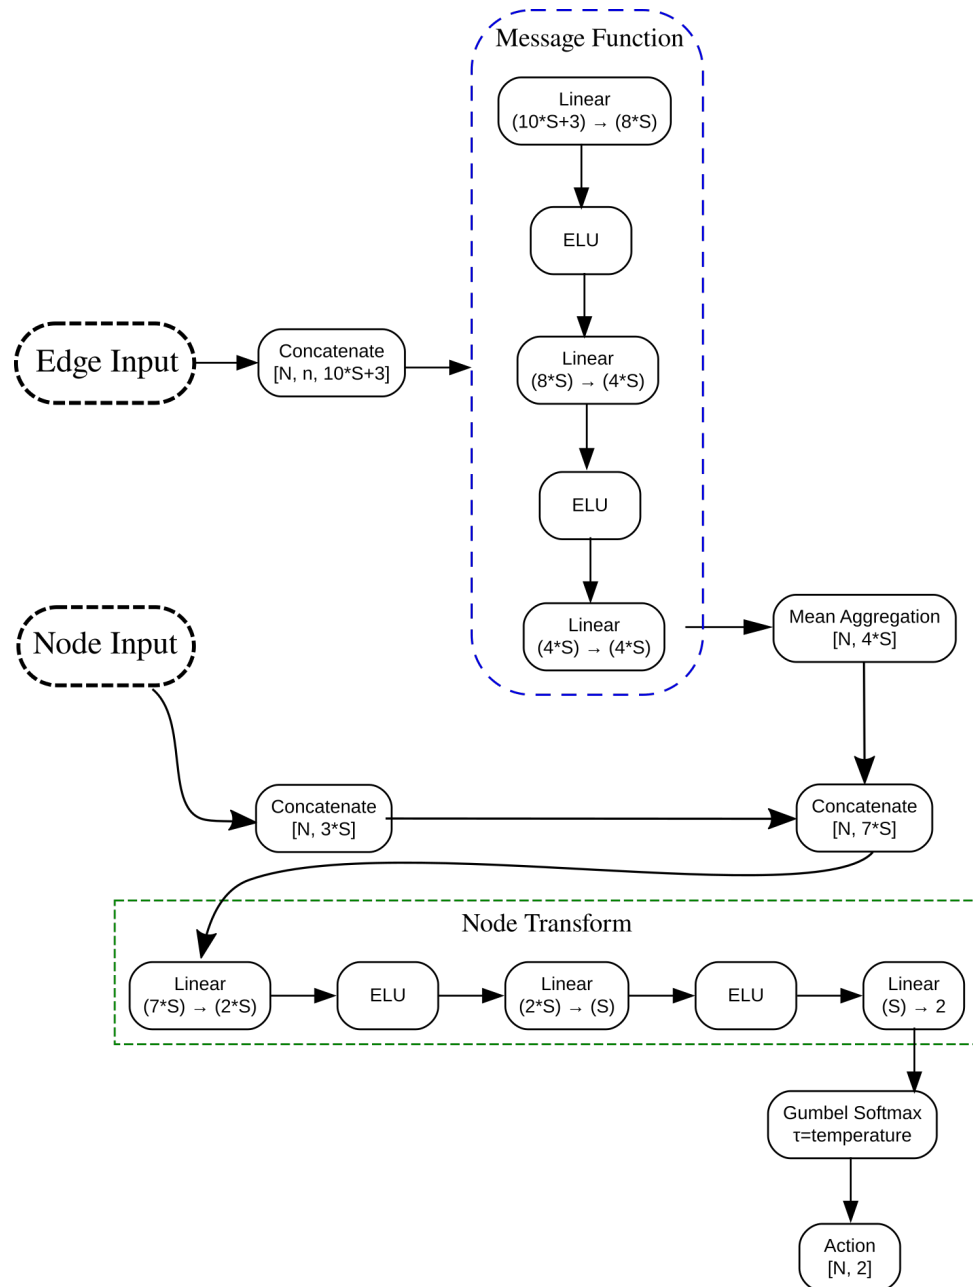 Message Function
Linear
(10*S+3) → (8*S)
ELU
Edge Input
Concatenate
[N, n, 10*S+3]
Linear
(8*S) → (4*S)
ELU
Linear
(4*S) → (4*S)
Node Input
Mean Aggregation
[N, 4*S]
Concatenate
[N, 3*S]
Concatenate
[N, 7*S]
Node Transform
Linear
(7*S) → (2*S)
ELU
Linear
(2*S) → (S)
ELU
Linear
(S) → 2
Gumbel Softmax
τ=temperature
Action
[N, 2]